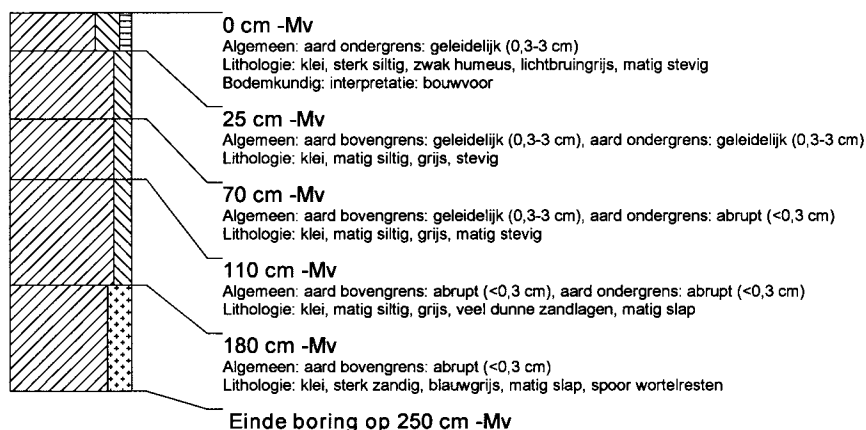 0 cm -Mv
Algemeen: aard ondergrens: geleidelijk (0,3-3 cm)
Lithologie: klei, sterk siltig, zwak humeus, lichtbruingrijs, matig stevig
Bodemkundig: interpretatie: bouwvoor
25 cm -Mv
Algemeen: aard bovengrens: geleidelijk (0,3-3 cm), aard ondergrens: geleidelijk (0,3-3 cm)
Lithologie: klei, matig siltig, grijs, stevig
70 cm -Mv
Algemeen: aard bovengrens: geleidelijk (0,3-3 cm), aard ondergrens: abrupt (<0,3 cm)
Lithologie: klei, matig siltig, grijs, matig stevig
110 cm -Mv
Algemeen: aard bovengrens: abrupt (<0,3 cm), aard ondergrens: abrupt (<0,3 cm)
Lithologie: klei, matig siltig, grijs, veel dunne zandlagen, matig slap
180 cm -Mv
Algemeen: aard bovengrens: abrupt (<0,3 cm)
Lithologie: klei, sterk zandig, blauwgrijs, matig slap, spoor wortelresten
Einde boring op 250 cm -Mv